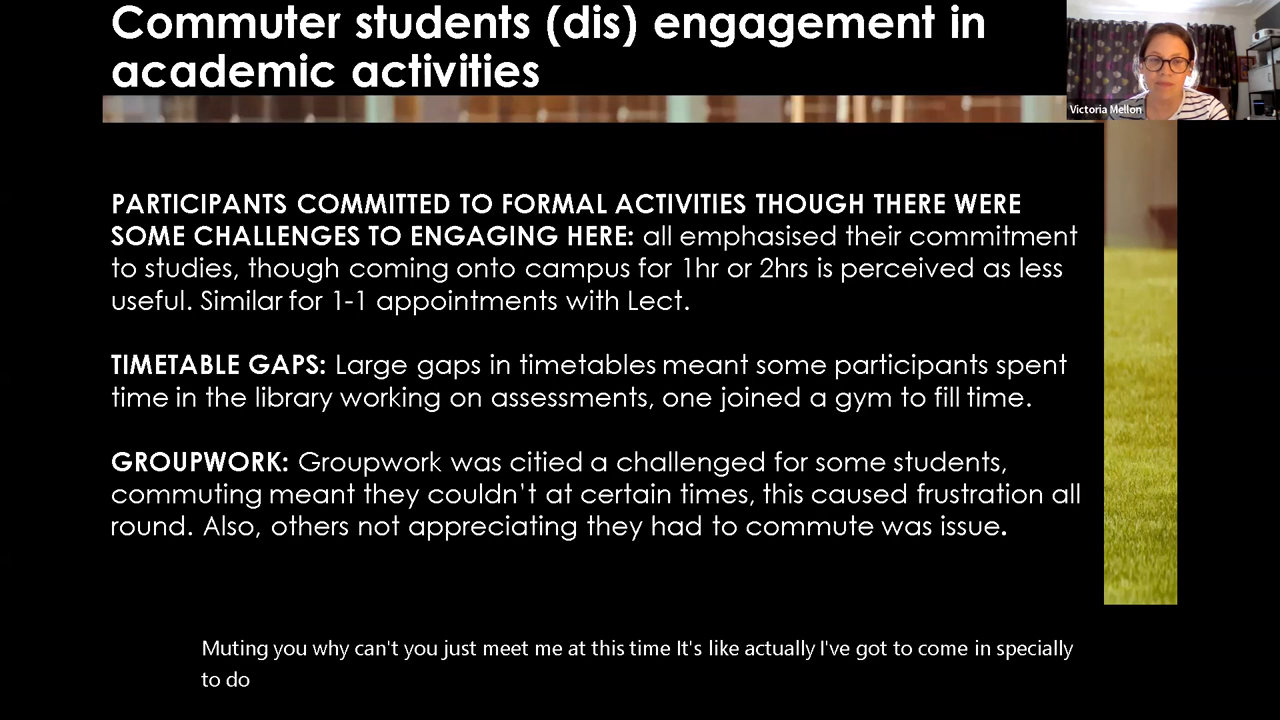 Commuter students (dis) engagement in
academic activities
Victoria Mellon
PARTICIPANTS COMMITTED TO FORMAL ACTIVITIES THOUGH THERE WERE
SOME CHALLENGES TO ENGAGING HERE: all emphasised their commitment
to studies, though coming onto campus for 1hr or 2hrs is perceived as less
useful. Similar for 1-1 appointments with Lect.
TIMETABLE GAPS: Large gaps in timetables meant some participants spent
time in the library working on assessments, one joined a gym to fill time.
GROUPWORK: Groupwork was citied a challenged for some students,
commuting meant they couldn't at certain times, this caused frustration all
round. Also, others not appreciating they had to commute was issue.
Muting you why can't you just meet me at this time It's like actually I've got to come in specially
to do